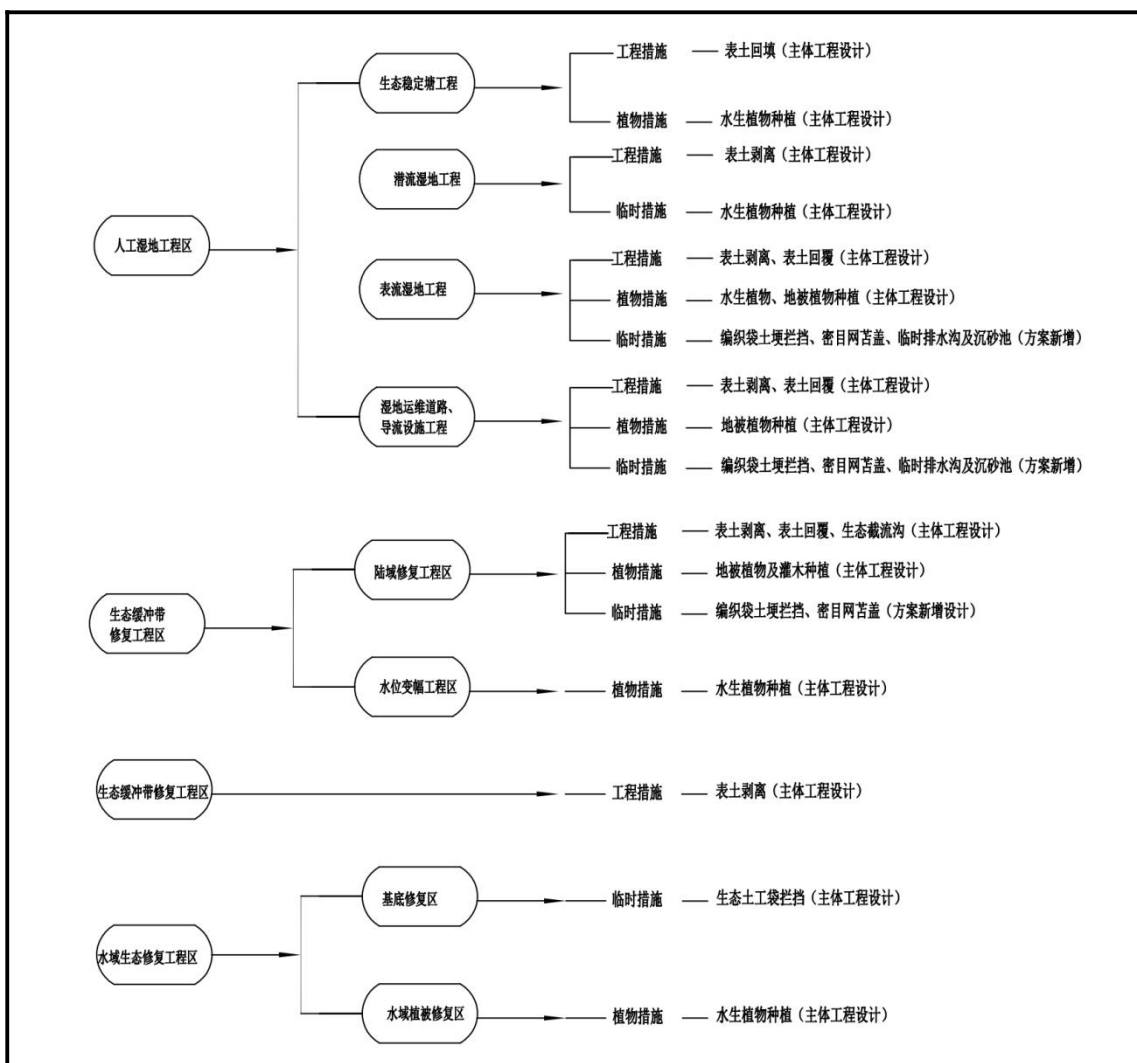 工程措施 表土回填（主体工程设计）
生态稳定塘工程
植物措施 水生植物种植（主体工程设计）
工程措施 表土剥离（主体工程设计）
潜流湿地工程
临时措施 水生植物种植（主体工程设计）
人工湿地工程区
工程措施 表土剥离、表土回覆（主体工程设计）
表流湿地工程 植物措施 水生植物、地被植物种植（主体工程设计）
临时措施 编织袋土埂拦挡、密目网苫盖、临时排水沟及沉砂池（方案新增）
工程措施 表土剥离、表土回覆（主体工程设计）
湿地运维道路、
导流设施工程 植物措施 地被植物种植（主体工程设计）
临时措施 编织袋土埂拦挡、密目网苫盖、临时排水沟及沉砂池（方案新增）
工程措施 表土剥离、表土回覆、生态截流沟（主体工程设计）
陆域修复工程区 植物措施 地被植物及灌木种植（主体工程设计）
临时措施 编织袋土埂拦挡、密目网苫盖（方案新增设计）
生态缓冲带
修复工程区
水位变幅工程区 植物措施 水生植物种植（主体工程设计）
生态缓冲带修复工程区 工程措施 表土剥离（主体工程设计）
基底修复区 临时措施 生态土工袋拦挡（主体工程设计）
水域生态修复工程区
水域植被修复区 植物措施 水生植物种植（主体工程设计）